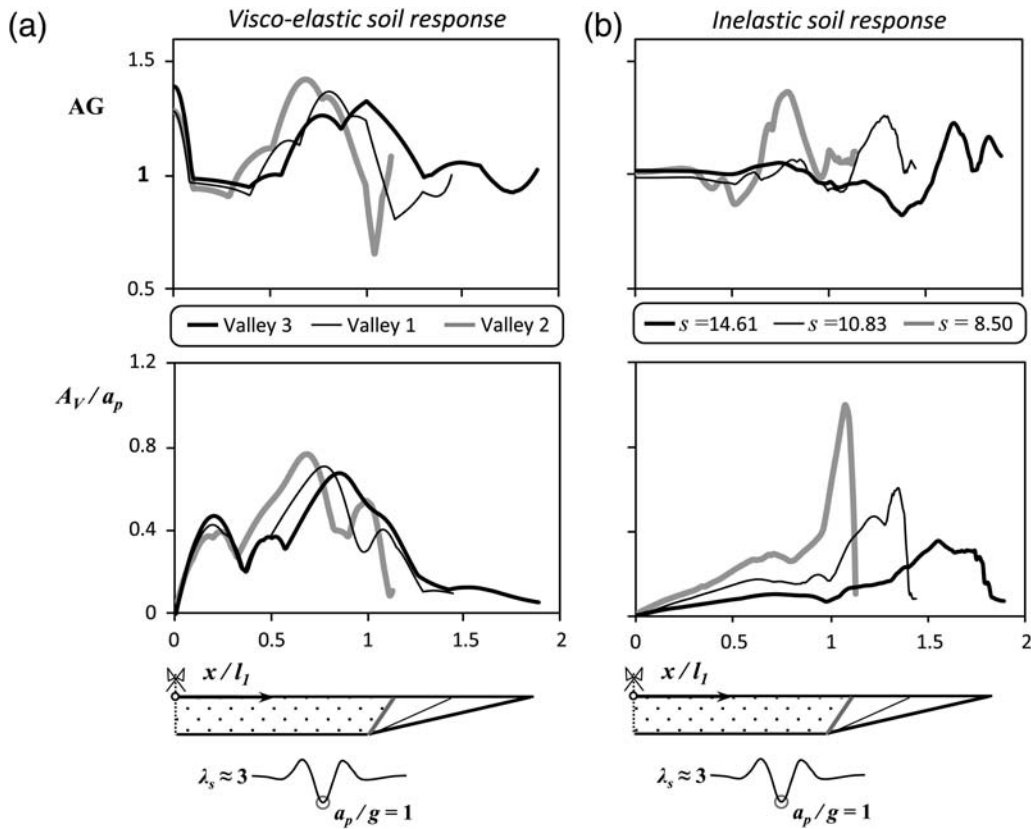 (a)
Visco-elastic soil response
(b)
Inelastic soil response
AG
1.5
1
0.5
Valley 3 Valley 1 Valley 2
s =14.61 s =10.83 s = 8.50
A_V / a_p
1.2
0.8
0.4
0
0 0.5 1 1.5 2
0 0.5 1 1.5 2
x / l_1
x / l_1
λ_s ≈ 3
a_p / g = 1
λ_s ≈ 3
a_p / g = 1